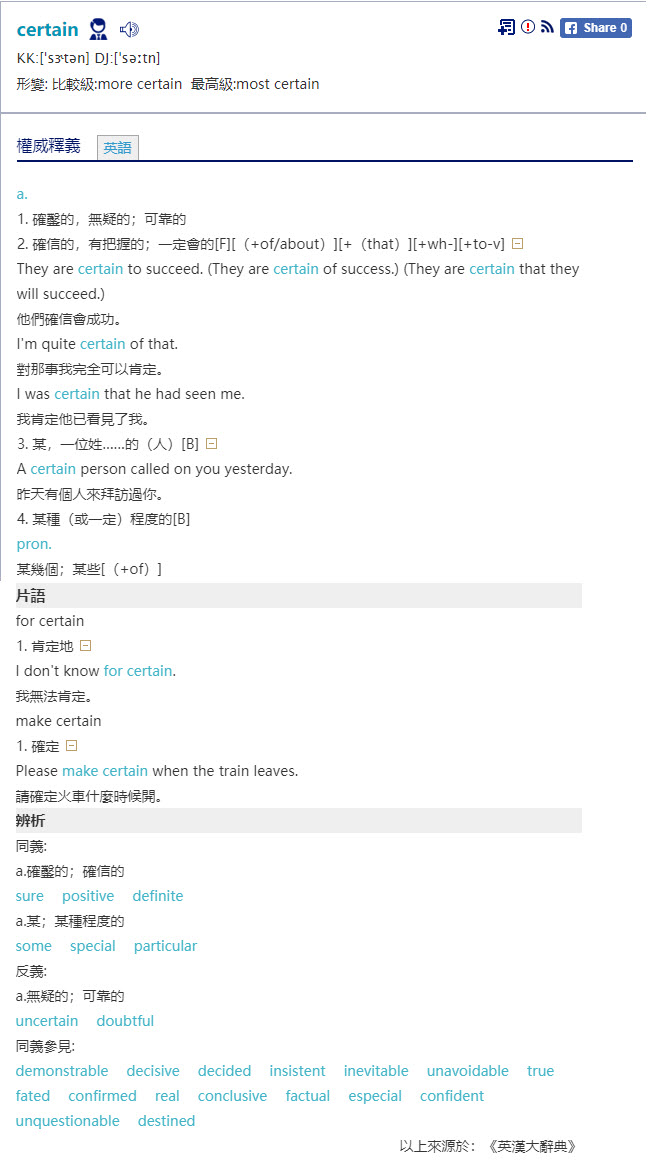 certain
Share 0
KK:[ˋsɝtən] DJ:[ˋsə:tn]
形變: 比較級:more certain 最高級:most certain
權威釋義 英語
a.
1. 確鑿的，無疑的；可靠的
2. 確信的，有把握的；一定會的[F][（+of/about）][+（that）][+wh-][+to-v]
They are certain to succeed. (They are certain of success.) (They are certain that they
will succeed.)
他們確信會成功。
I'm quite certain of that.
對那事我完全可以肯定。
I was certain that he had seen me.
我肯定他已看見了我。
3. 某，一位姓……的（人）[B]
A certain person called on you yesterday.
昨天有個人來拜訪過你。
4. 某種（或一定）程度的[B]
pron.
某幾個；某些[（+of）]
片語
for certain
1. 肯定地
I don't know for certain.
我無法肯定。
make certain
1. 確定
Please make certain when the train leaves.
請確定火車什麼時候開。
辨析
同義:
a.確鑿的；確信的
sure positive definite
a.某；某種程度的
some special particular
反義:
a.無疑的；可靠的
uncertain doubtful
同義參見:
demonstrable decisive decided insistent inevitable unavoidable true
fated confirmed real conclusive factual especial confident
unquestionable destined
以上來源於：《英漢大辭典》